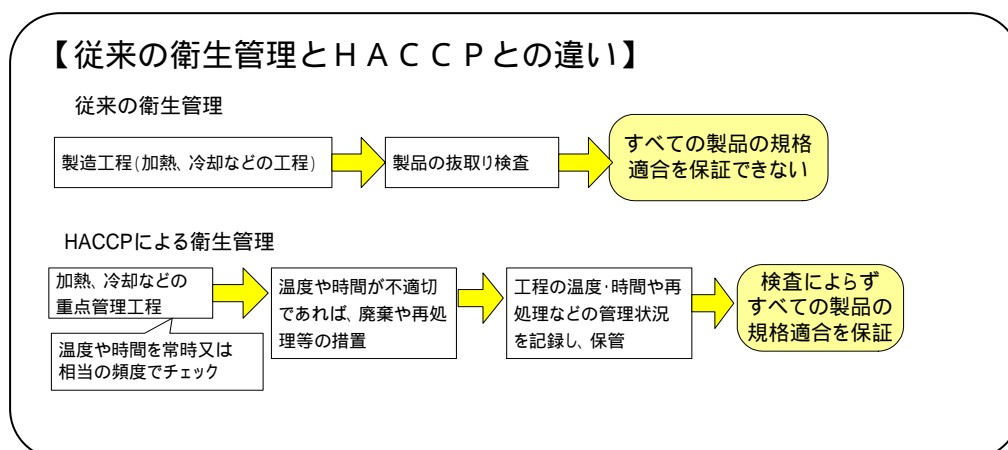 【従来の衛生管理とＨＡＣＣＰとの違い】
従来の衛生管理
製造工程(加熱、冷却などの工程)
製品の抜取り検査
すべての製品の規格
適合を保証できない
HACCPによる衛生管理
加熱、冷却などの
重点管理工程
温度や時間を常時又は
相当の頻度でチェック
温度や時間が不適切
であれば、廃棄や再処
理等の措置
工程の温度・時間や再
処理などの管理状況
を記録し、保管
検査によらず
すべての製品の
規格適合を保証